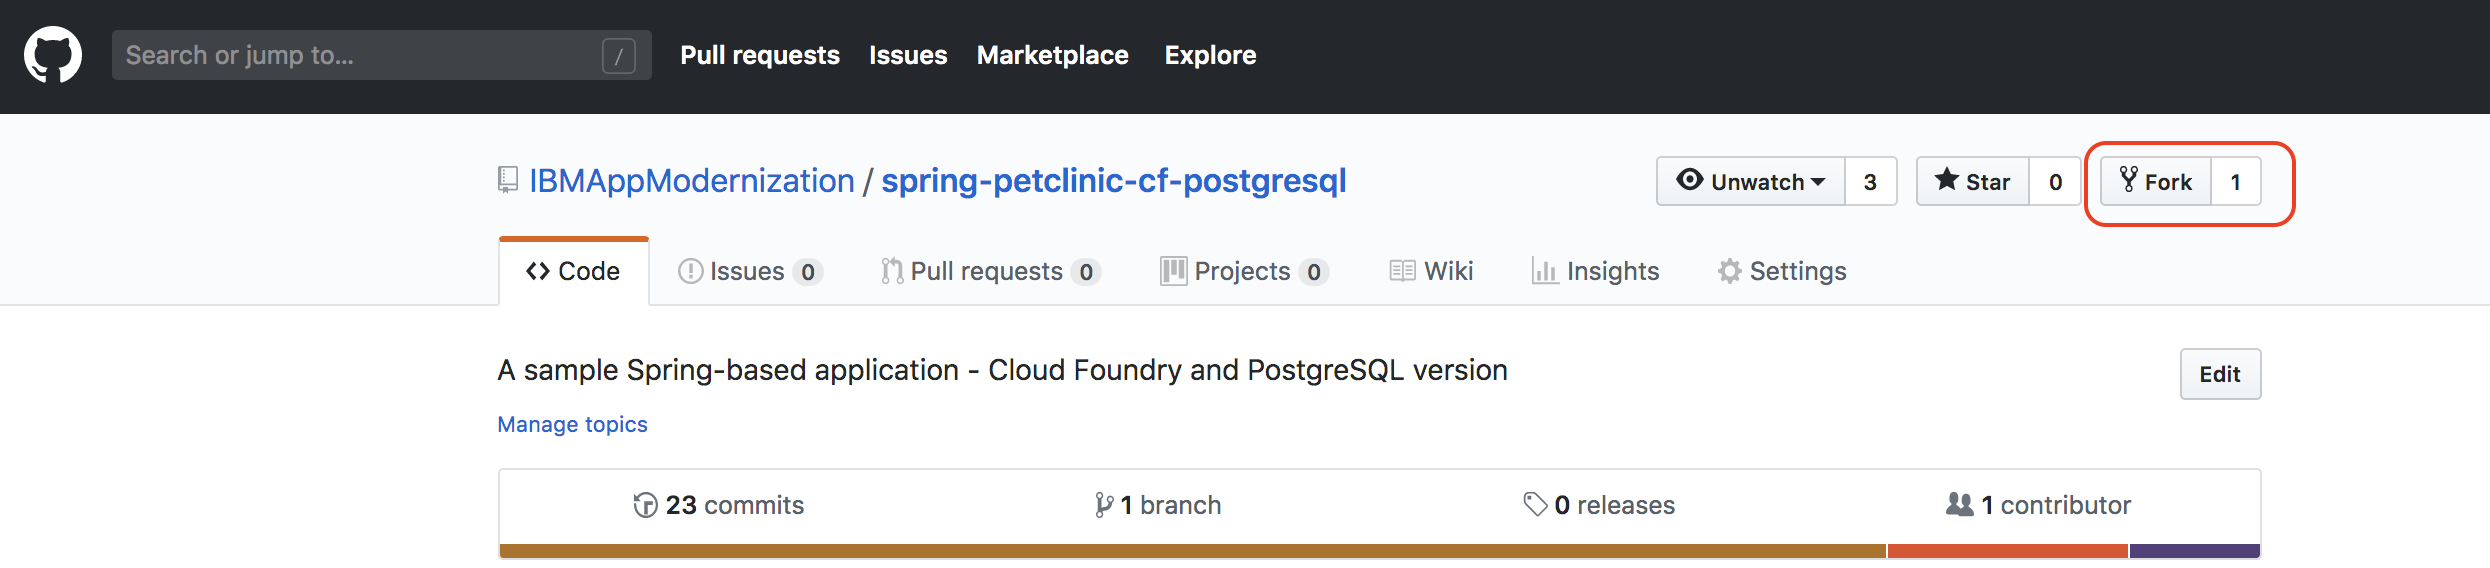 Search or jump to... / Pull requests Issues Marketplace Explore
IBMAppModernization / spring-petclinic-cf-postgresql Unwatch 3 Star 0 Fork 1
Code Issues 0 Pull requests 0 Projects 0 Wiki Insights Settings
A sample Spring-based application - Cloud Foundry and PostgreSQL version Edit
Manage topics
23 commits 1 branch 0 releases 1 contributor